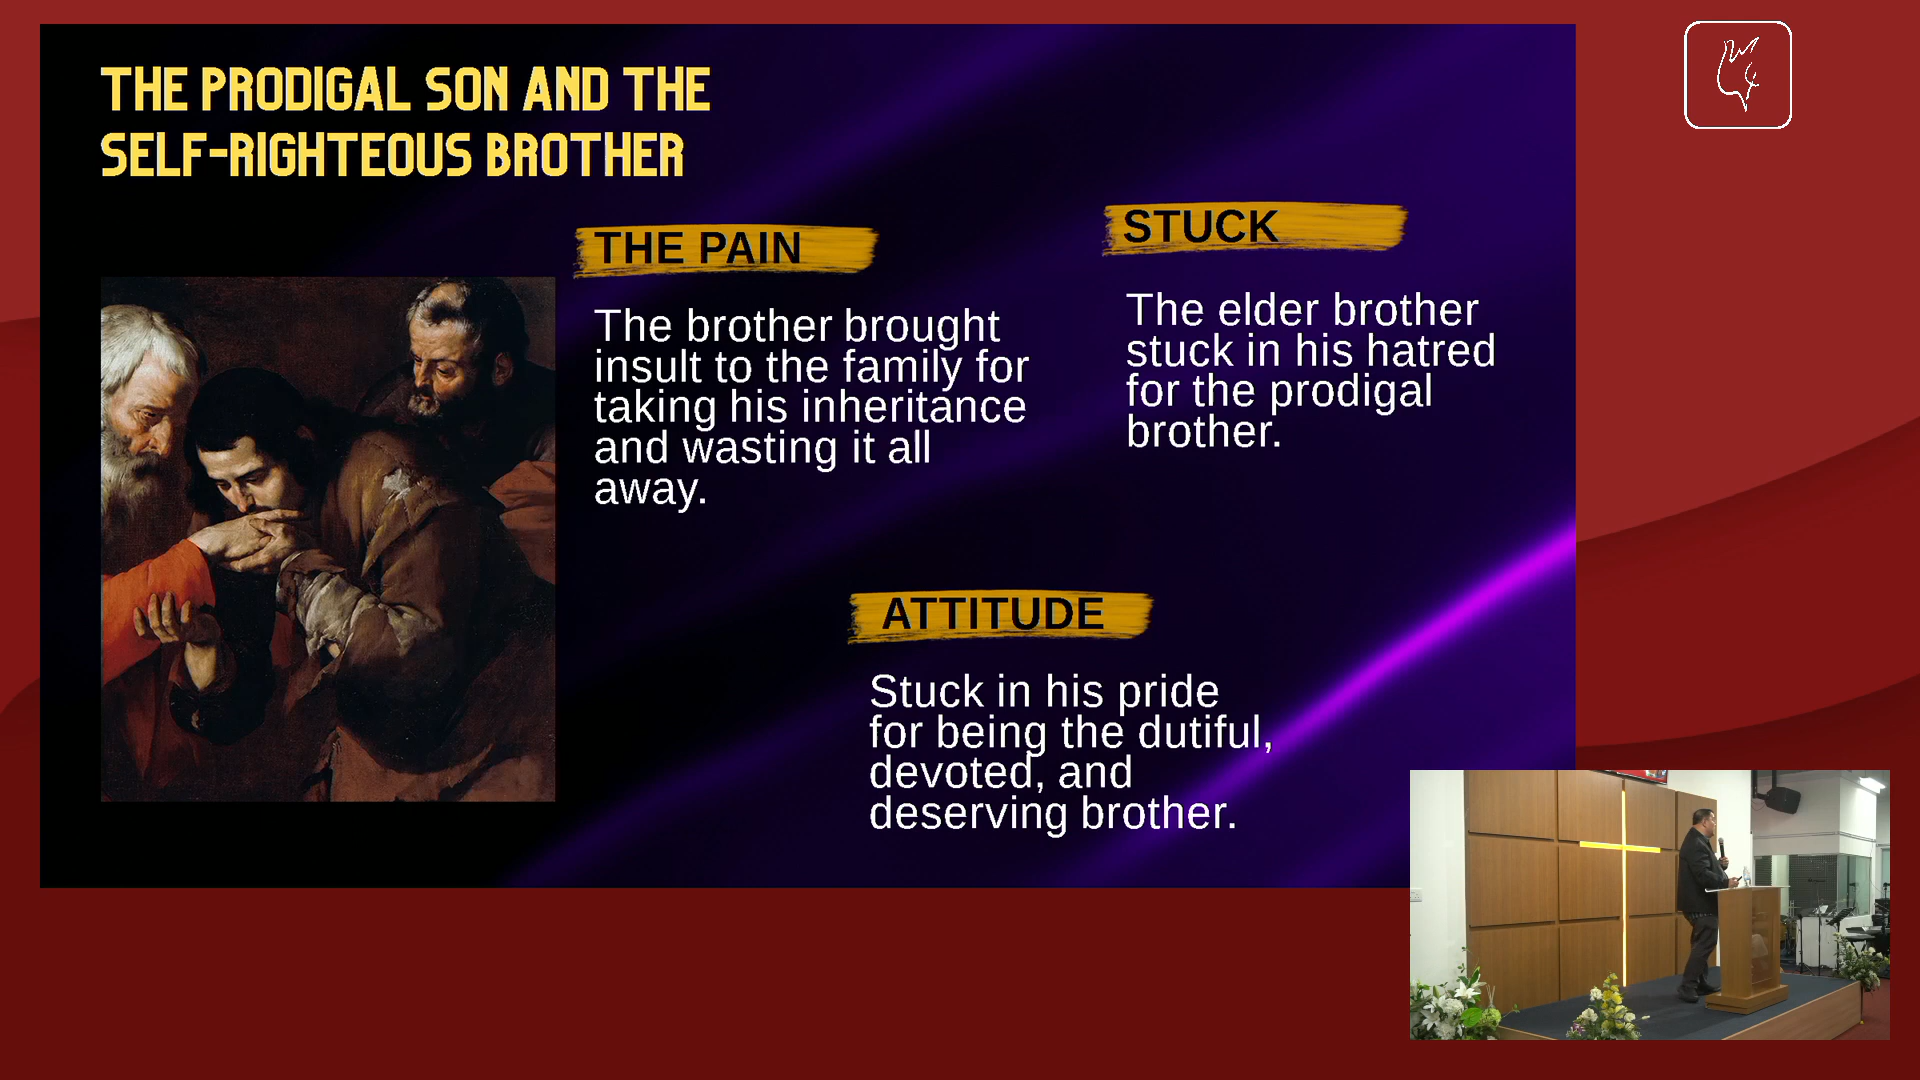 THE PRODIGAL SON AND THE
SELF-RIGHTEOUS BROTHER
THE PAIN
The brother brought
insult to the family for
taking his inheritance
and wasting it all
away.
STUCK
The elder brother
stuck in his hatred
for the prodigal
brother.
ATTITUDE
Stuck in his pride
for being the dutiful,
devoted, and
deserving brother.